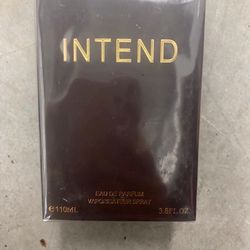 INTEND
EAU DE PARFUM
VAPORISATEUR SPRAY
℮110ML 3.8FL.OZ